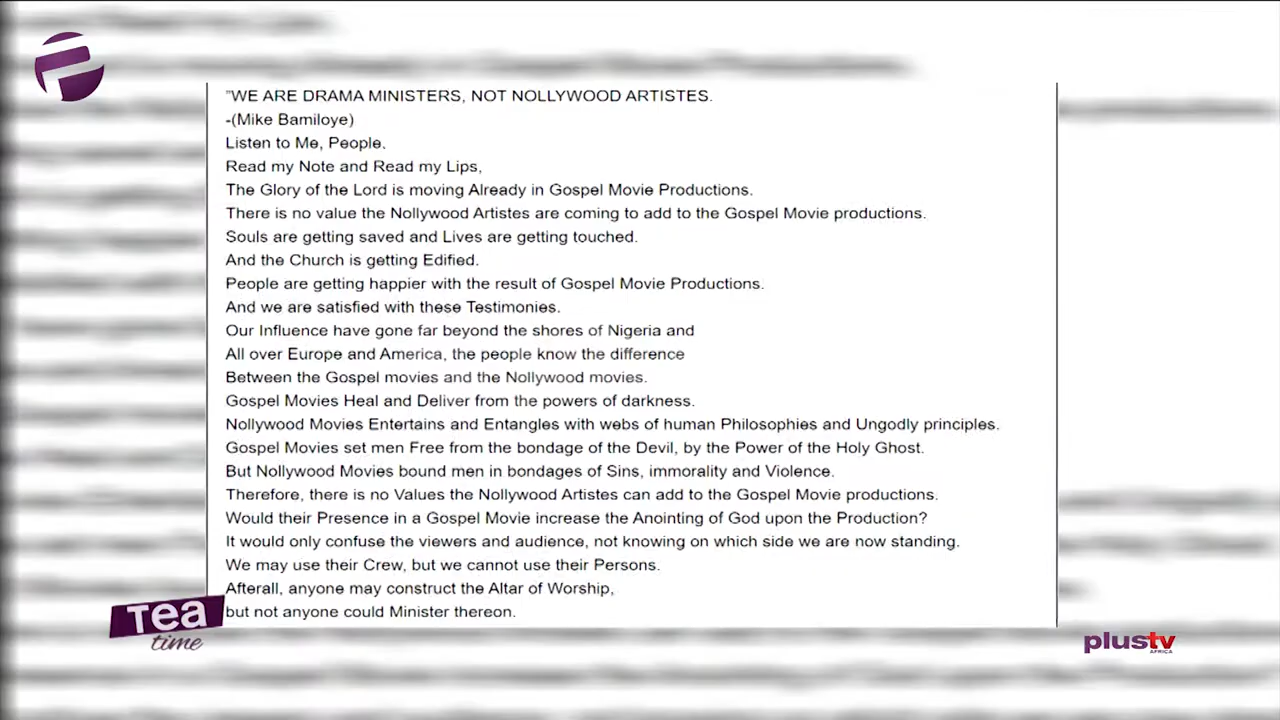 "WE ARE DRAMA MINISTERS, NOT NOLLYWOOD ARTISTES.
-(Mike Bamiloye)
Listen to Me, People.
Read my Note and Read my Lips,
The Glory of the Lord is moving Already in Gospel Movie Productions.
There is no value the Nollywood Artistes are coming to add to the Gospel Movie productions.
Souls are getting saved and Lives are getting touched.
And the Church is getting Edified.
People are getting happier with the result of Gospel Movie Productions.
And we are satisfied with these Testimonies.
Our Influence have gone far beyond the shores of Nigeria and
All over Europe and America, the people know the difference
Between the Gospel movies and the Nollywood movies.
Gospel Movies Heal and Deliver from the powers of darkness.
Nollywood Movies Entertains and Entangles with webs of human Philosophies and Ungodly principles.
Gospel Movies set men Free from the bondage of the Devil, by the Power of the Holy Ghost.
But Nollywood Movies bound men in bondages of Sins, immorality and Violence.
Therefore, there is no Values the Nollywood Artistes can add to the Gospel Movie productions.
Would their Presence in a Gospel Movie increase the Anointing of God upon the Production?
It would only confuse the viewers and audience, not knowing on which side we are now standing.
We may use their Crew, but we cannot use their Persons.
Afterall, anyone may construct the Altar of Worship,
but not anyone could Minister thereon.
Tea
time
plustv
AFRICA